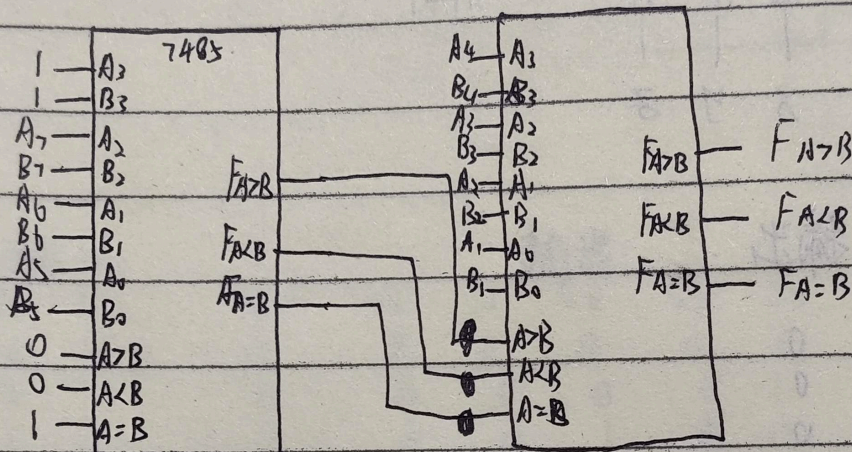 7485
1 A3
1 B3
A7 A2
B7 B2
A6 A1
B6 B1
A5 A0
B5 B0
0 A>B
0 A<B
1 A=B
FA>B
FA<B
FA=B
A4 A3
B4 B3
A3 A2
B3 B2
A2 A1
B2 B1
A1 A0
B1 B0
A>B
A<B
A=B
FA>B FA>B
FA<B FA<B
FA=B FA=B